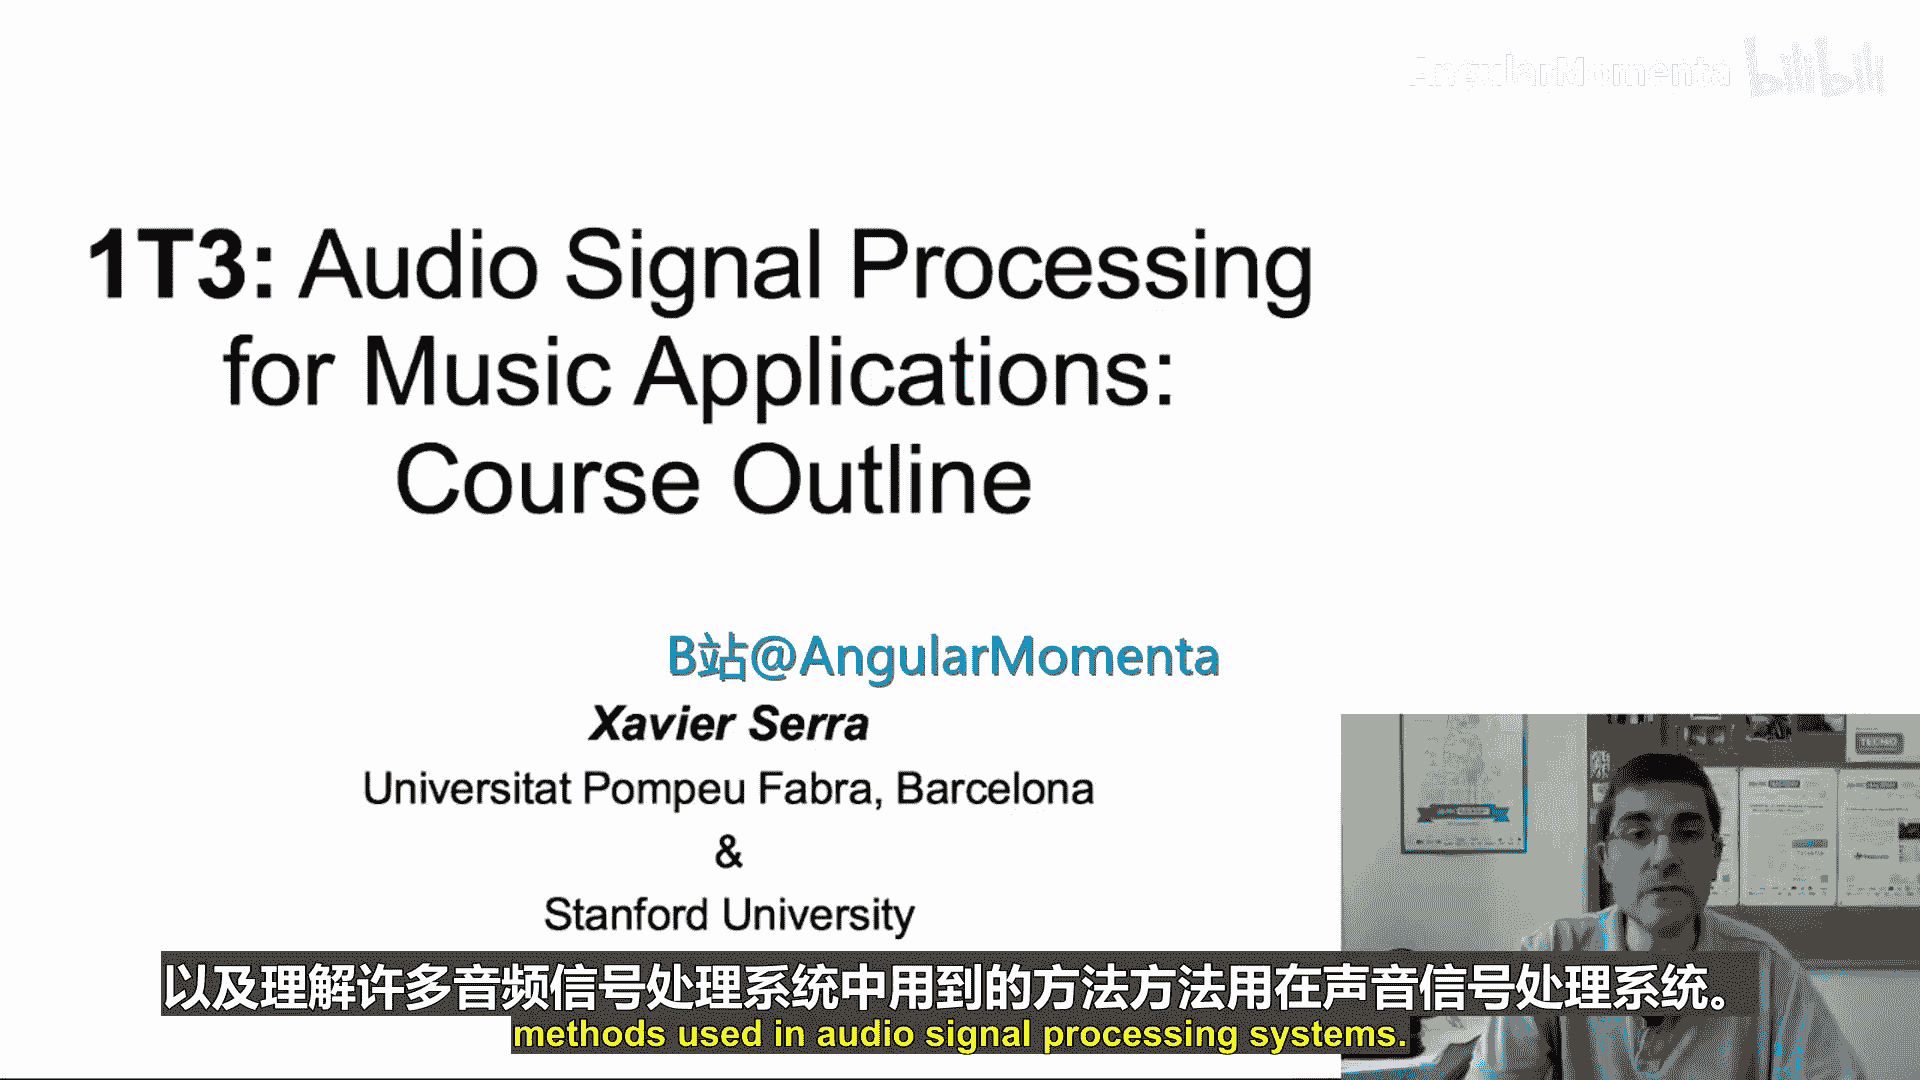 AngularMomenta bilibili
1T3: Audio Signal Processing
for Music Applications:
Course Outline
B站@AngularMomenta
Xavier Serra
Universitat Pompeu Fabra, Barcelona
&
Stanford University
TECNIO
以及理解许多音频信号处理系统中用到的方法方法用在声音信号处理系统。
methods used in audio signal processing systems.